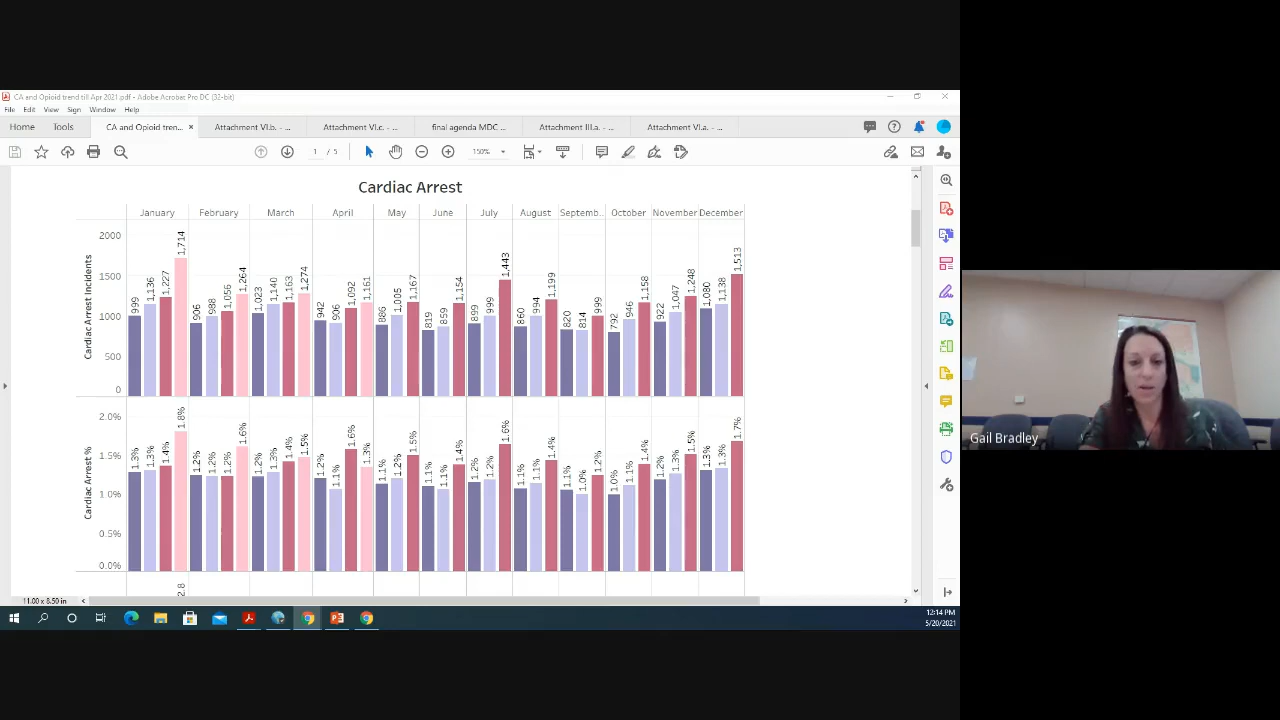 CA and Opioid trend till Apr 2021.pdf - Adobe Acrobat Pro DC (32-bit)
File Edit View Sign Window Help
Home Tools CA and Opioid tren... × Attachment VI.b. - ... Attachment VI.c. - ... final agenda MDC ... Attachment III.a. - ... Attachment VI.a. - ...
1 / 5 150%
Cardiac Arrest
January February March April May June July August Septemb.. October November December
Cardiac Arrest Incidents
2000
1500
1000
500
0
999 1,136 1,227 1,714
906 988 1,056 1,264
1,023 1,140 1,163 1,274
942 906 1,092 1,161
886 1,005 1,167
819 859 1,154
899 999 1,443
860 994 1,199
820 814 999
792 946 1,158
922 1,047 1,248
1,080 1,138 1,513
Cardiac Arrest %
2.0%
1.5%
1.0%
0.5%
0.0%
1.3% 1.3% 1.4% 1.8%
1.2% 1.2% 1.2% 1.6%
1.2% 1.3% 1.4% 1.5%
1.2% 1.1% 1.6% 1.3%
1.1% 1.2% 1.5%
1.1% 1.1% 1.4%
1.2% 1.2% 1.6%
1.1% 1.1% 1.4%
1.1% 1.0% 1.2%
1.0% 1.1% 1.4%
1.2% 1.3% 1.5%
1.3% 1.3% 1.7%
2.8
11.00 x 8.50 in
12:14 PM
5/20/2021
Gail Bradley